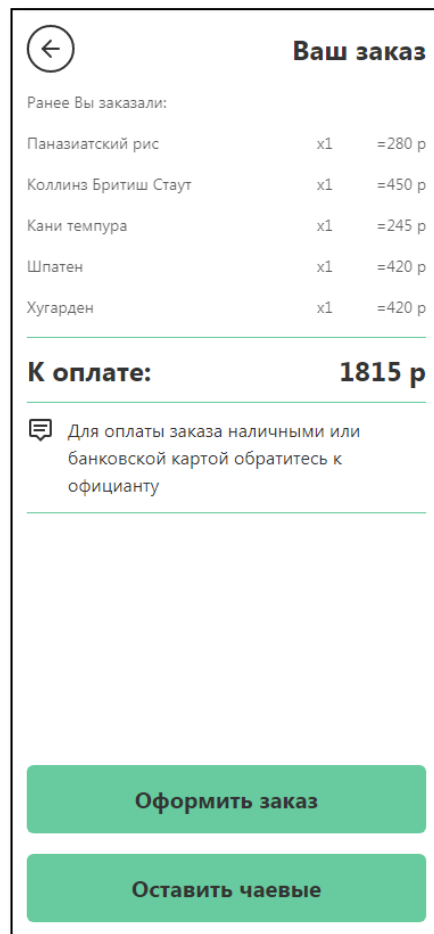 Ваш заказ
Ранее Вы заказали:
Паназиатский рис x1 =280 р
Коллинз Бритиш Стаут x1 =450 р
Кани темпура x1 =245 р
Шпатен x1 =420 р
Хугарден x1 =420 р
К оплате: 1815 р
Для оплаты заказа наличными или
банковской картой обратитесь к
официанту
Оформить заказ
Оставить чаевые